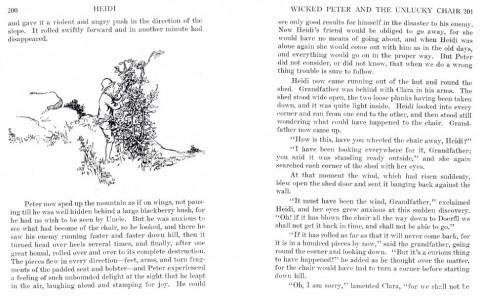 200 HEIDI
and gave it a violent and angry push in the direction of the
slope. It rolled swiftly forward and in another minute had
disappeared.
Peter now sped up the mountain as if on wings, not paus-
ing till he was well hidden behind a large blackberry bush, for
he had no wish to be seen by Uncle. But he was anxious to
see what had become of the chair, so he looked, and there he
saw his enemy running faster and faster down hill, then it
turned head over heels several times, and finally, after one
great bound, rolled over and over to its complete destruction.
The pieces flew in every direction—feet, arms, and torn frag-
ments of the padded seat and bolster—and Peter experienced
a feeling of such unbounded delight at the sight that he leapt
in the air, laughing aloud and stamping for joy. He could
WICKED PETER AND THE UNLUCKY CHAIR 201
see only good results for himself in the disaster to his enemy.
Now Heidi's friend would be obliged to go away, for she
would have no means of going about, and when Heidi was
alone again she would come out with him as in the old days,
and everything would go on in the proper way. But Peter
did not consider, or did not know, that when we do a wrong
thing trouble is sure to follow.
Heidi now came running out of the hut and round the
shed. Grandfather was behind with Clara in his arms. The
shed stood wide open, the two loose planks having been taken
down, and it was quite light inside. Heidi looked into every
corner and ran from one end to the other, and then stood still
wondering what could have happened to the chair. Grand-
father now came up.
"How is this, have you wheeled the chair away, Heidi?"
"I have been looking everywhere for it, Grandfather;
you said it was standing ready outside," and she again
searched each corner of the shed with her eyes.
At that moment the wind, which had risen suddenly,
blew open the shed door and sent it banging back against the
wall.
"It must have been the wind, Grandfather," exclaimed
Heidi, and her eyes grew anxious at this sudden discovery.
"Oh! if it has blown the chair all the way down to Doerfli we
shall not get it back in time, and shall not be able to go."
"If it has rolled as far as that it will never come back, for
it is in a hundred pieces by now," said the grandfather, going
round the corner and looking down. "But it's a curious thing
to have happened!" he added as he thought over the matter,
for the chair would have had to turn a corner before starting
down hill.
"Oh, I am sorry," lamented Clara, "for we shall not be